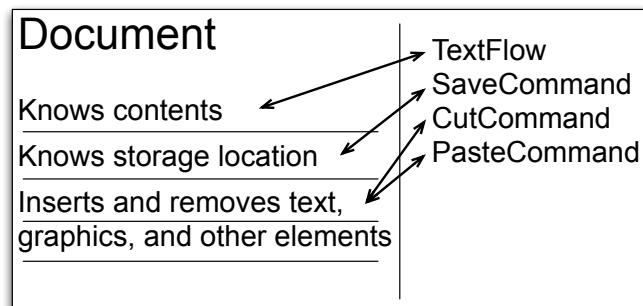 Document
Knows contents
Knows storage location
Inserts and removes text,
graphics, and other elements
TextFlow
SaveCommand
CutCommand
PasteCommand